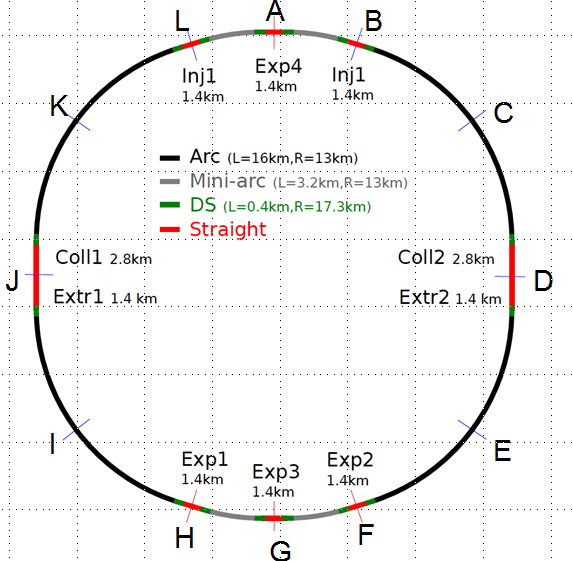 L
A
B
Inj1
1.4km
Exp4
1.4km
Inj1
1.4km
K
C
Arc (L=16km,R=13km)
Mini-arc (L=3.2km,R=13km)
DS (L=0.4km,R=17.3km)
Straight
Coll1 2.8km
Coll2 2.8km
J
D
Extr1 1.4 km
Extr2 1.4 km
I
E
Exp1
1.4km
Exp3
1.4km
Exp2
1.4km
H
G
F